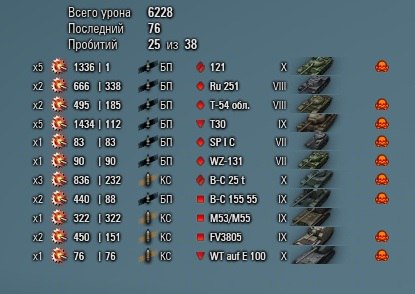 Всего урона 6228
Последний 76
Пробитий 25 из 38
x5 1336 | 1 БП 121 X
x2 666 | 338 БП Ru 251 VIII
x2 495 | 185 БП T-54 обл. VIII
x5 1434 | 112 БП T30 IX
x1 83 | 83 БП SP I C VII
x1 90 | 90 БП WZ-131 VII
x3 836 | 232 КС B-C 25 t X
x2 440 | 88 БП B-C 155 55 IX
x1 322 | 322 КС M53/M55 IX
x2 450 | 151 КС FV3805 IX
x1 76 | 76 КС WT auf E 100 X